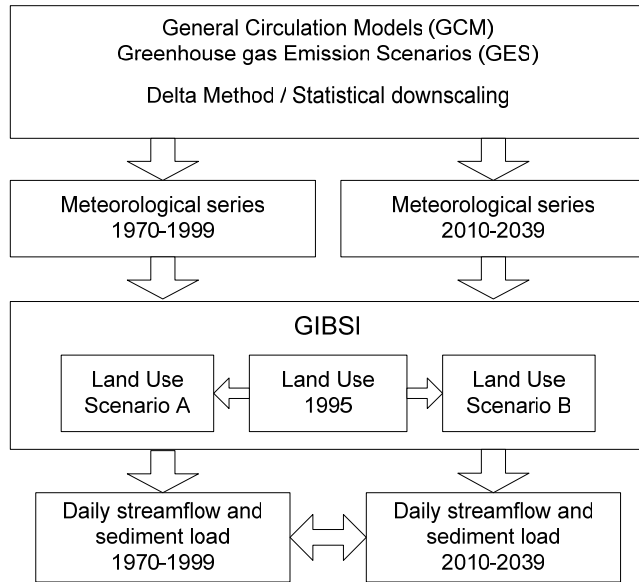 General Circulation Models (GCM)
Greenhouse gas Emission Scenarios (GES)
Delta Method / Statistical downscaling
Meteorological series
1970-1999
Meteorological series
2010-2039
GIBSI
Land Use
Scenario A
Land Use
1995
Land Use
Scenario B
Daily streamflow and
sediment load
1970-1999
Daily streamflow and
sediment load
2010-2039